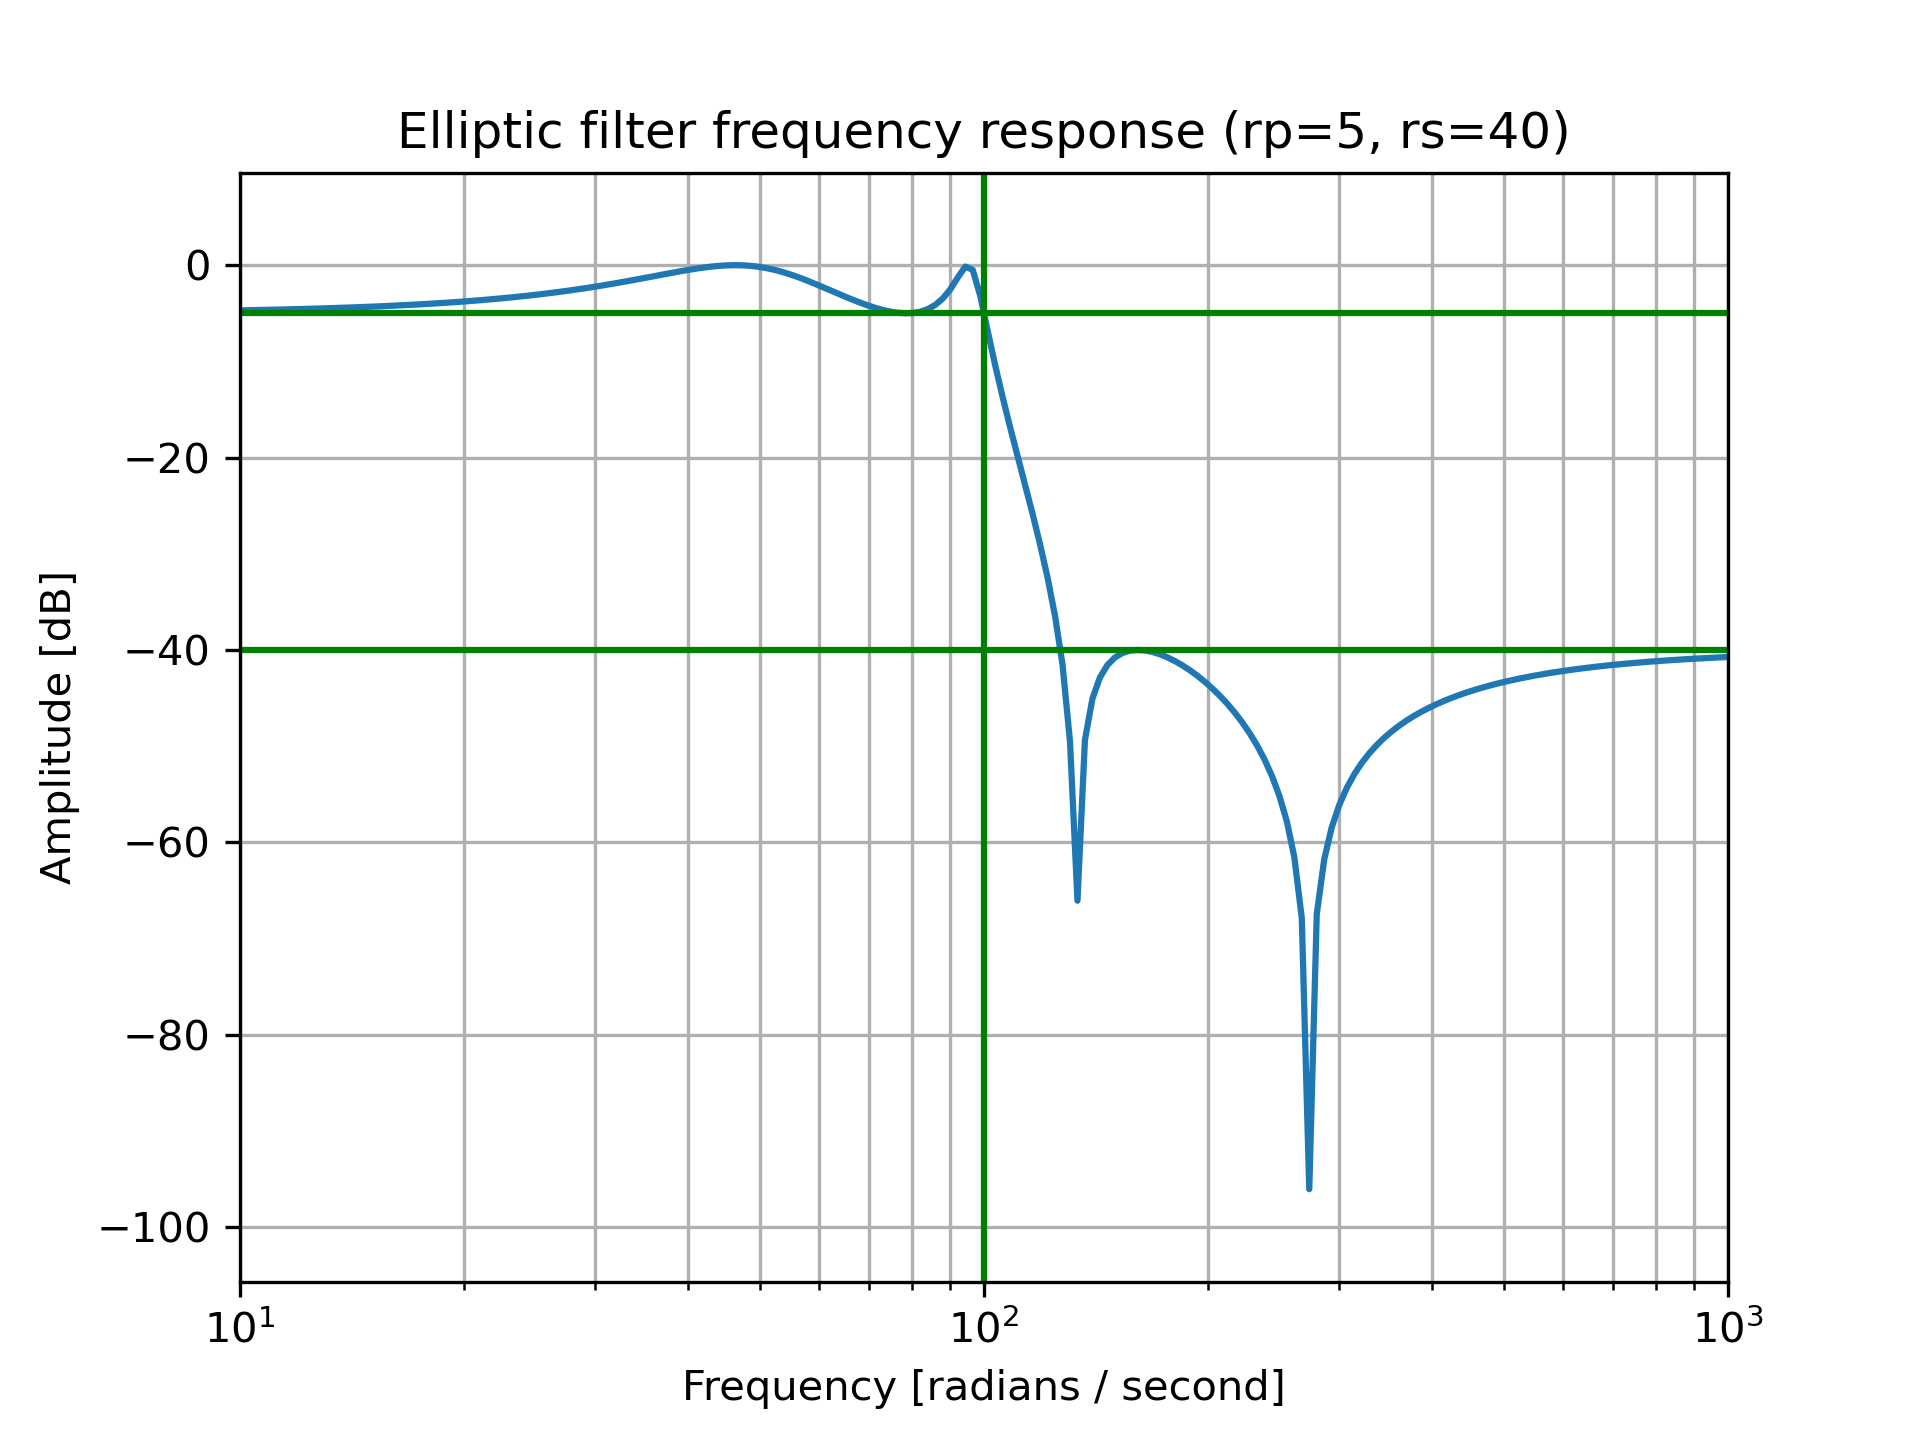 Elliptic filter frequency response (rp=5, rs=40)
0
−20
−40
−60
−80
−100
Amplitude [dB]
10¹ 10² 10³
Frequency [radians / second]